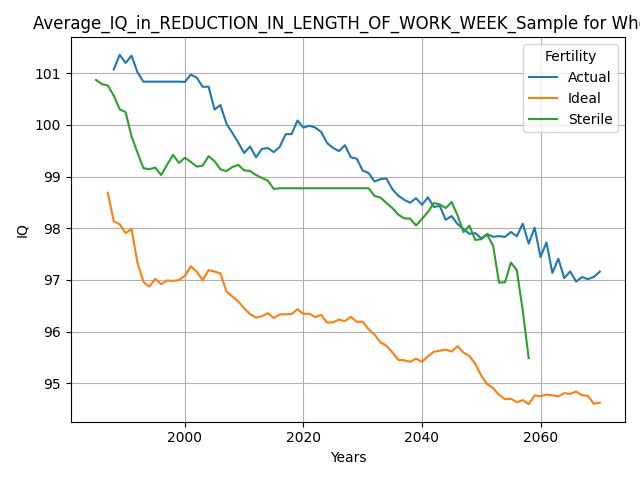 Average_IQ_in_REDUCTION_IN_LENGTH_OF_WORK_WEEK_Sample for Wh
Fertility
Actual
Ideal
Sterile
101
100
99
98
97
96
95
IQ
2000
2020
2040
2060
Years